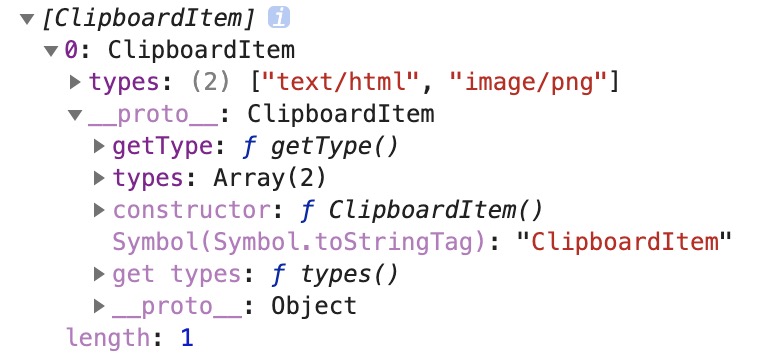 [ClipboardItem] i
0: ClipboardItem
types: (2) ["text/html", "image/png"]
__proto__: ClipboardItem
getType: ƒ getType()
types: Array(2)
constructor: ƒ ClipboardItem()
Symbol(Symbol.toStringTag): "ClipboardItem"
get types: ƒ types()
__proto__: Object
length: 1